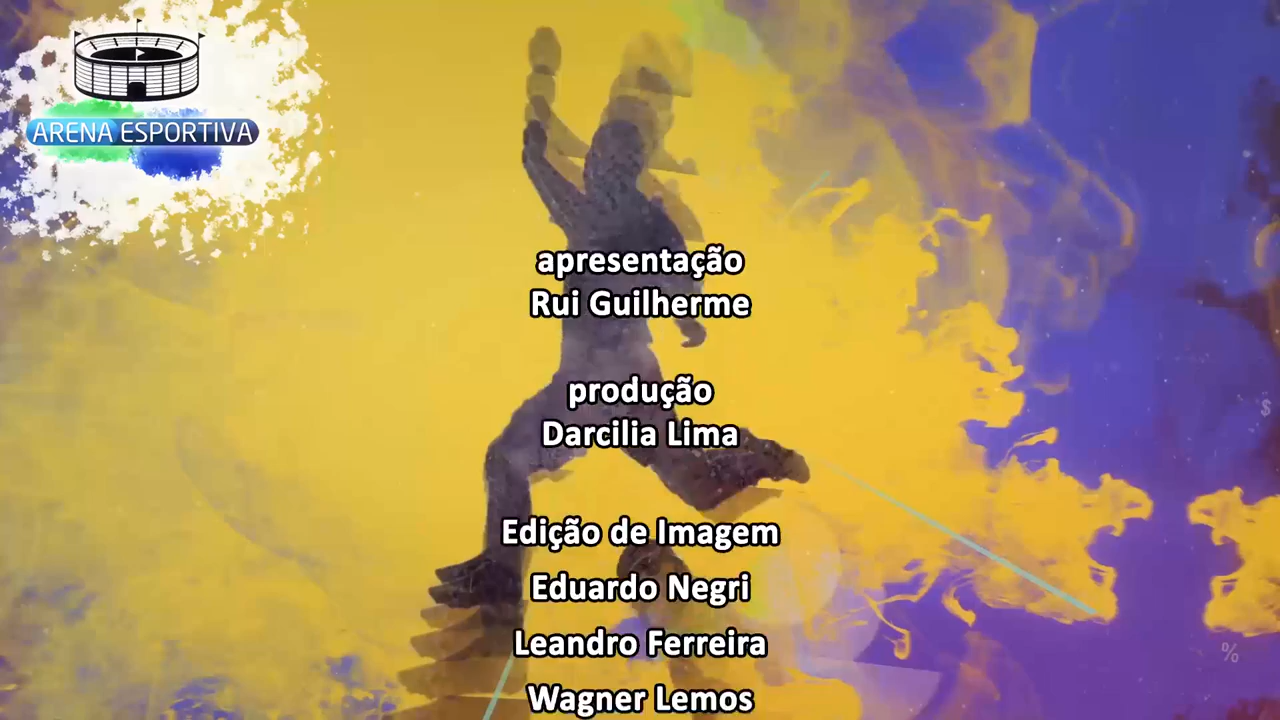 ARENA ESPORTIVA
apresentação
Rui Guilherme
produção
Darcilia Lima
Edição de Imagem
Eduardo Negri
Leandro Ferreira
Wagner Lemos
$
%